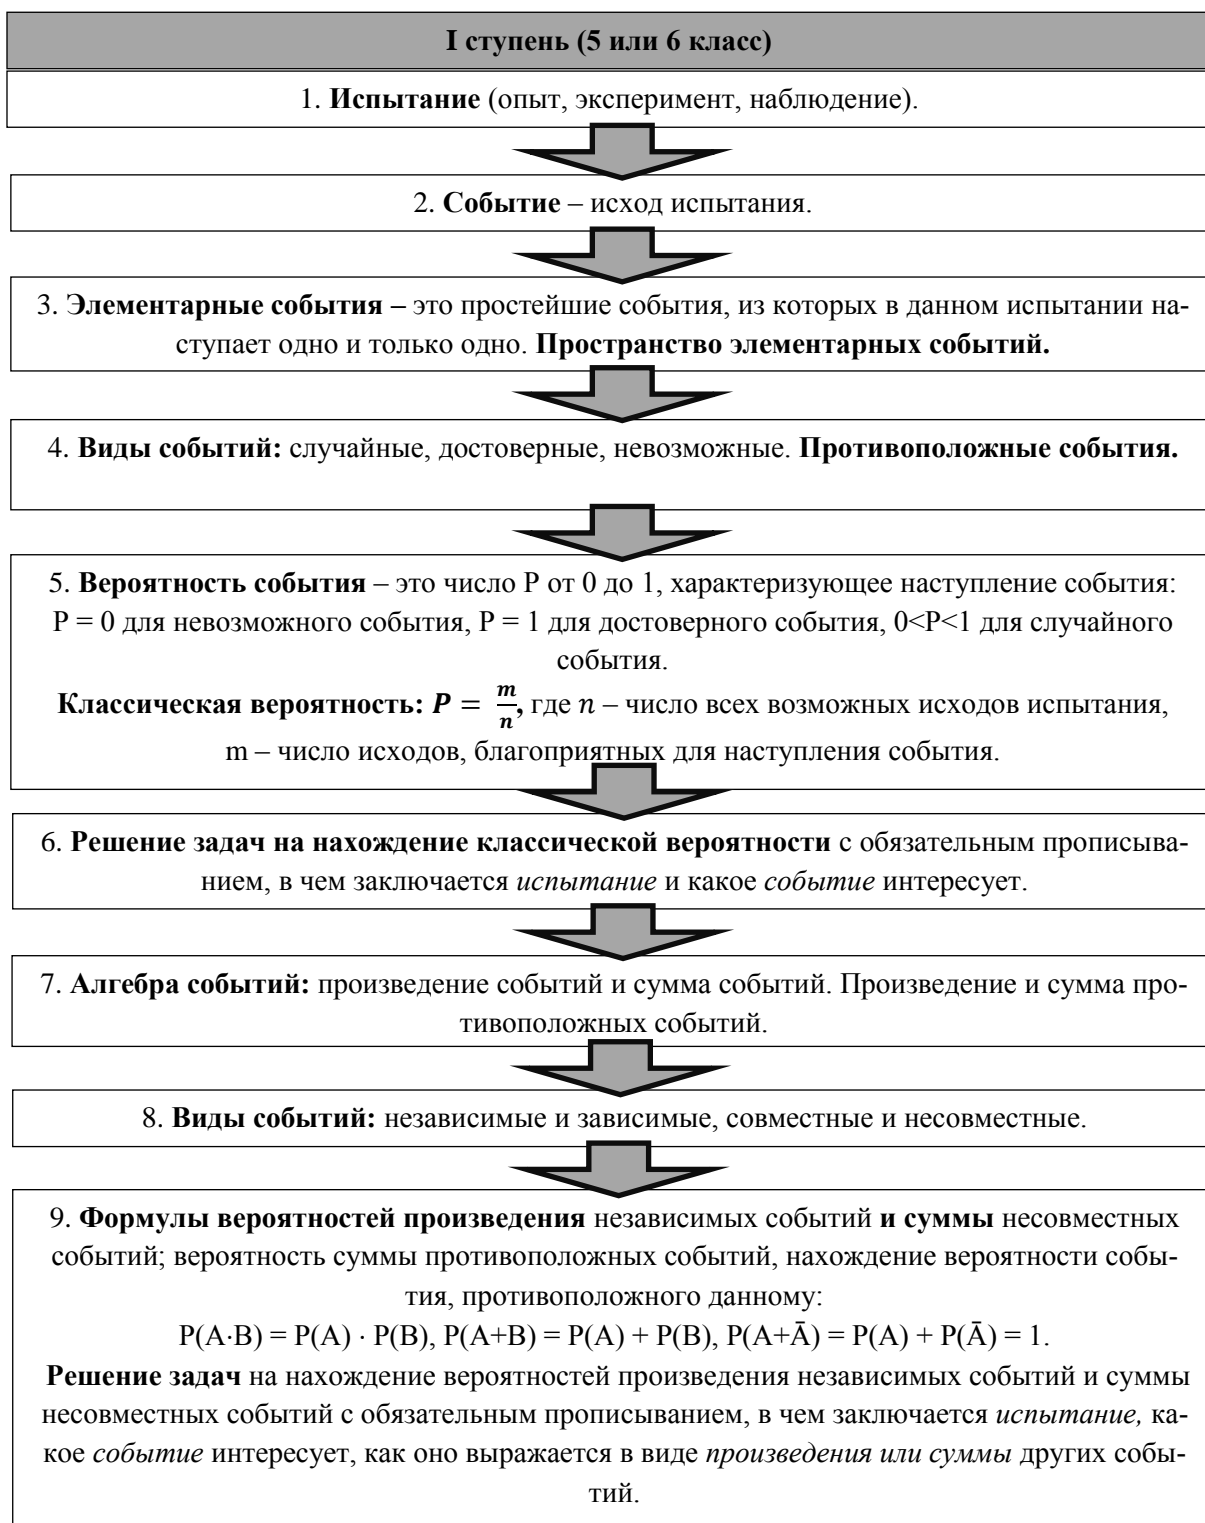 I ступень (5 или 6 класс)
1. Испытание (опыт, эксперимент, наблюдение).
2. Событие – исход испытания.
3. Элементарные события – это простейшие события, из которых в данном испытании на-
ступает одно и только одно. Пространство элементарных событий.
4. Виды событий: случайные, достоверные, невозможные. Противоположные события.
5. Вероятность события – это число Р от 0 до 1, характеризующее наступление события:
Р = 0 для невозможного события, Р = 1 для достоверного события, 0<Р<1 для случайного
события.
Классическая вероятность: P = m/n, где n – число всех возможных исходов испытания,
m – число исходов, благоприятных для наступления события.
6. Решение задач на нахождение классической вероятности с обязательным прописыва-
нием, в чем заключается испытание и какое событие интересует.
7. Алгебра событий: произведение событий и сумма событий. Произведение и сумма про-
тивоположных событий.
8. Виды событий: независимые и зависимые, совместные и несовместные.
9. Формулы вероятностей произведения независимых событий и суммы несовместных
событий; вероятность суммы противоположных событий, нахождение вероятности собы-
тия, противоположного данному:
P(A·B) = P(A) · P(B), P(A+B) = P(A) + P(B), P(A+Ā) = P(A) + P(Ā) = 1.
Решение задач на нахождение вероятностей произведения независимых событий и суммы
несовместных событий с обязательным прописыванием, в чем заключается испытание, ка-
кое событие интересует, как оно выражается в виде произведения или суммы других собы-
тий.